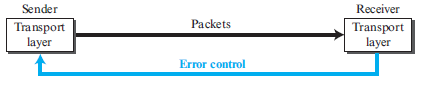 Sender
Receiver
Transport
layer
Packets
Transport
layer
Error control